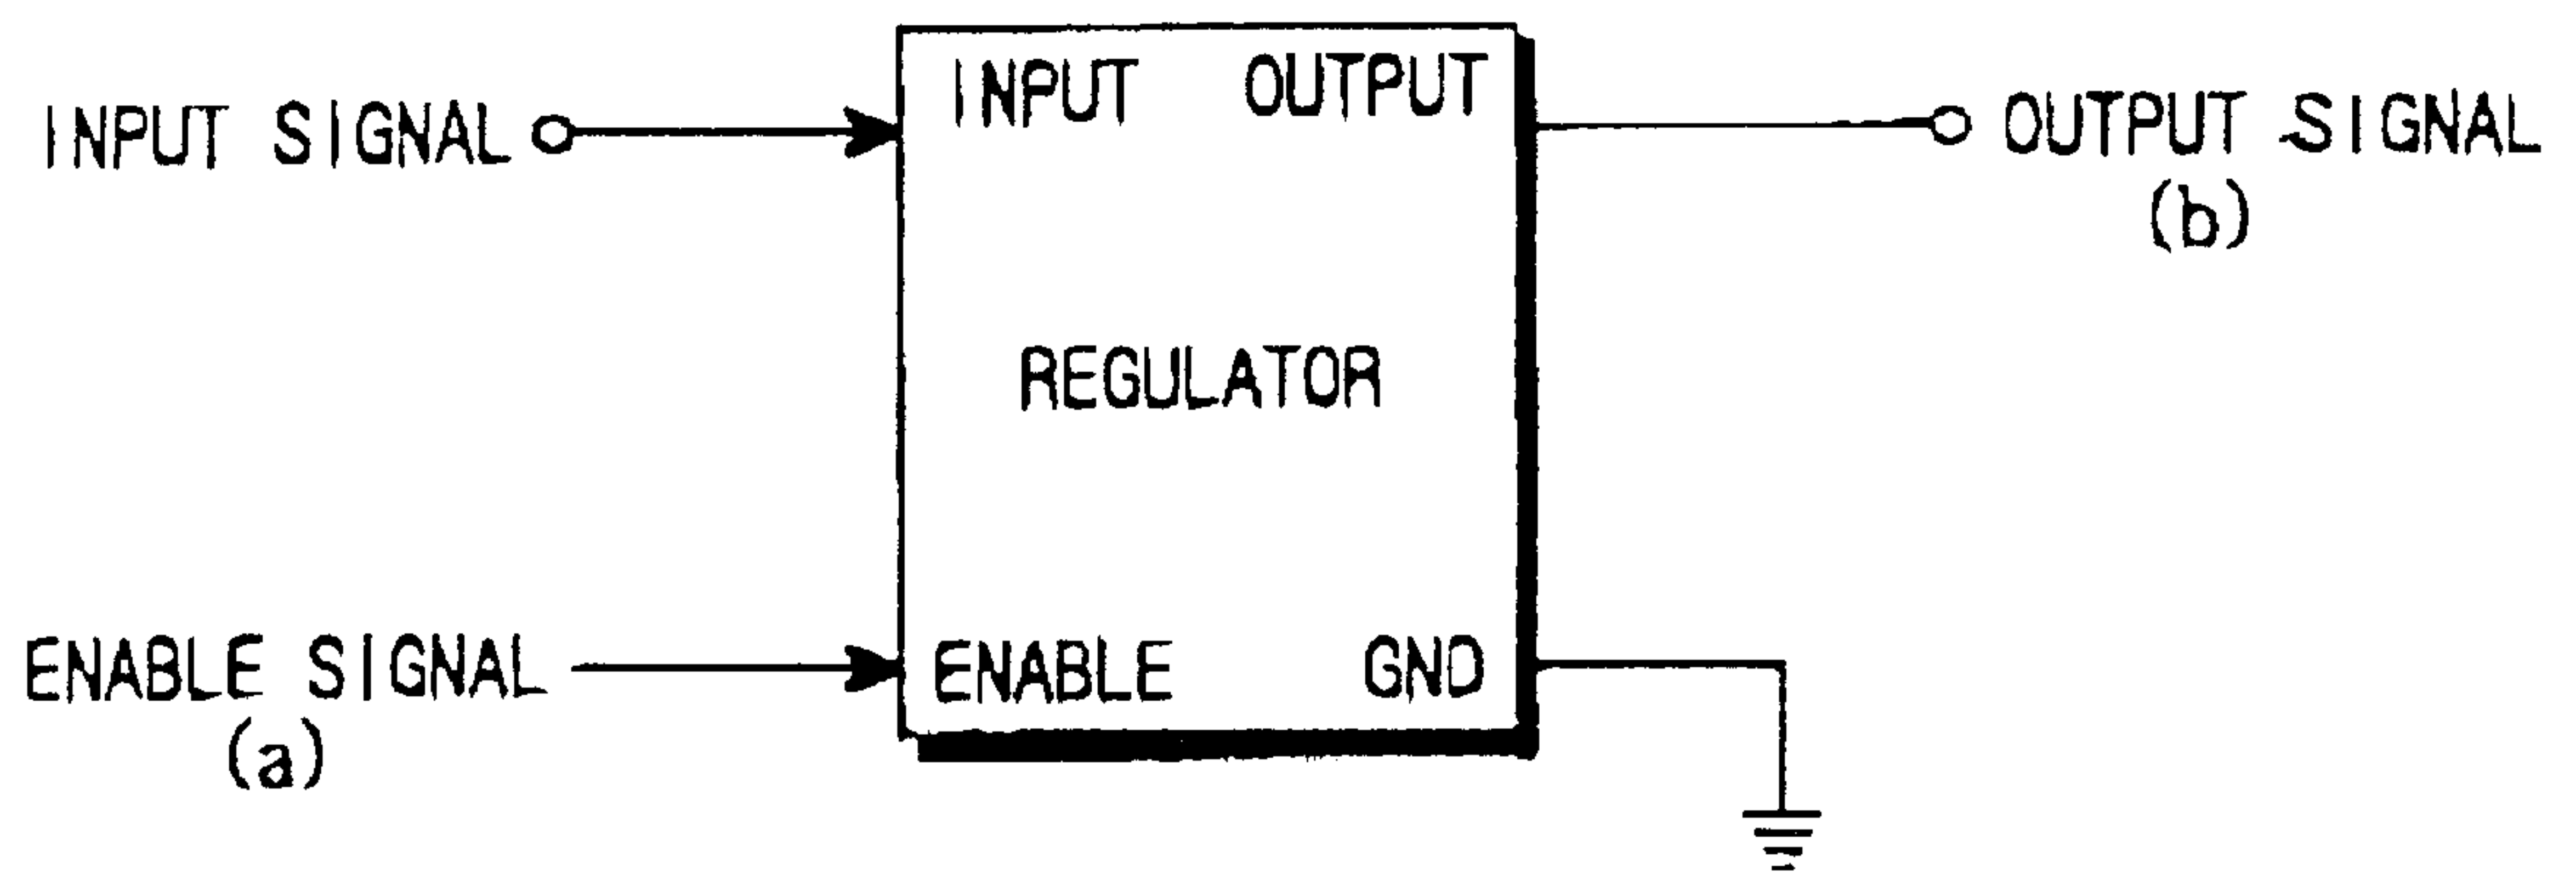 INPUT SIGNAL
INPUT
OUTPUT
OUTPUT SIGNAL
(b)
REGULATOR
ENABLE SIGNAL
(a)
ENABLE
GND